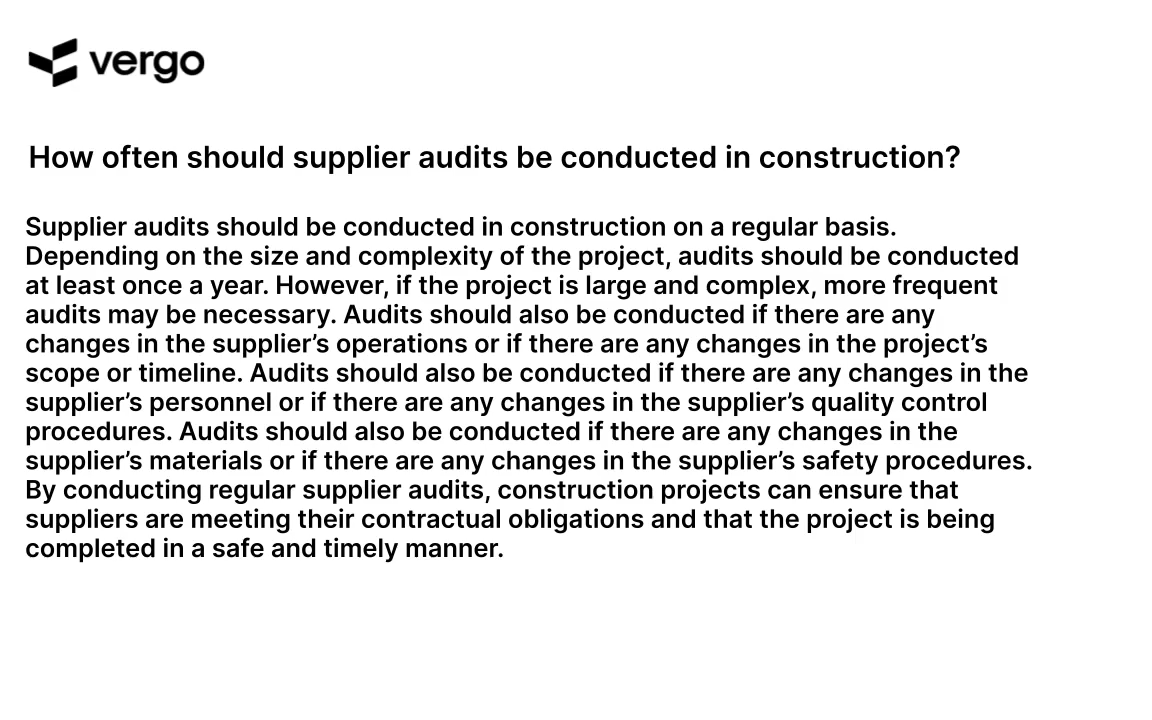 vergo
How often should supplier audits be conducted in construction?
Supplier audits should be conducted in construction on a regular basis.
Depending on the size and complexity of the project, audits should be conducted
at least once a year. However, if the project is large and complex, more frequent
audits may be necessary. Audits should also be conducted if there are any
changes in the supplier’s operations or if there are any changes in the project’s
scope or timeline. Audits should also be conducted if there are any changes in the
supplier’s personnel or if there are any changes in the supplier’s quality control
procedures. Audits should also be conducted if there are any changes in the
supplier’s materials or if there are any changes in the supplier’s safety procedures.
By conducting regular supplier audits, construction projects can ensure that
suppliers are meeting their contractual obligations and that the project is being
completed in a safe and timely manner.